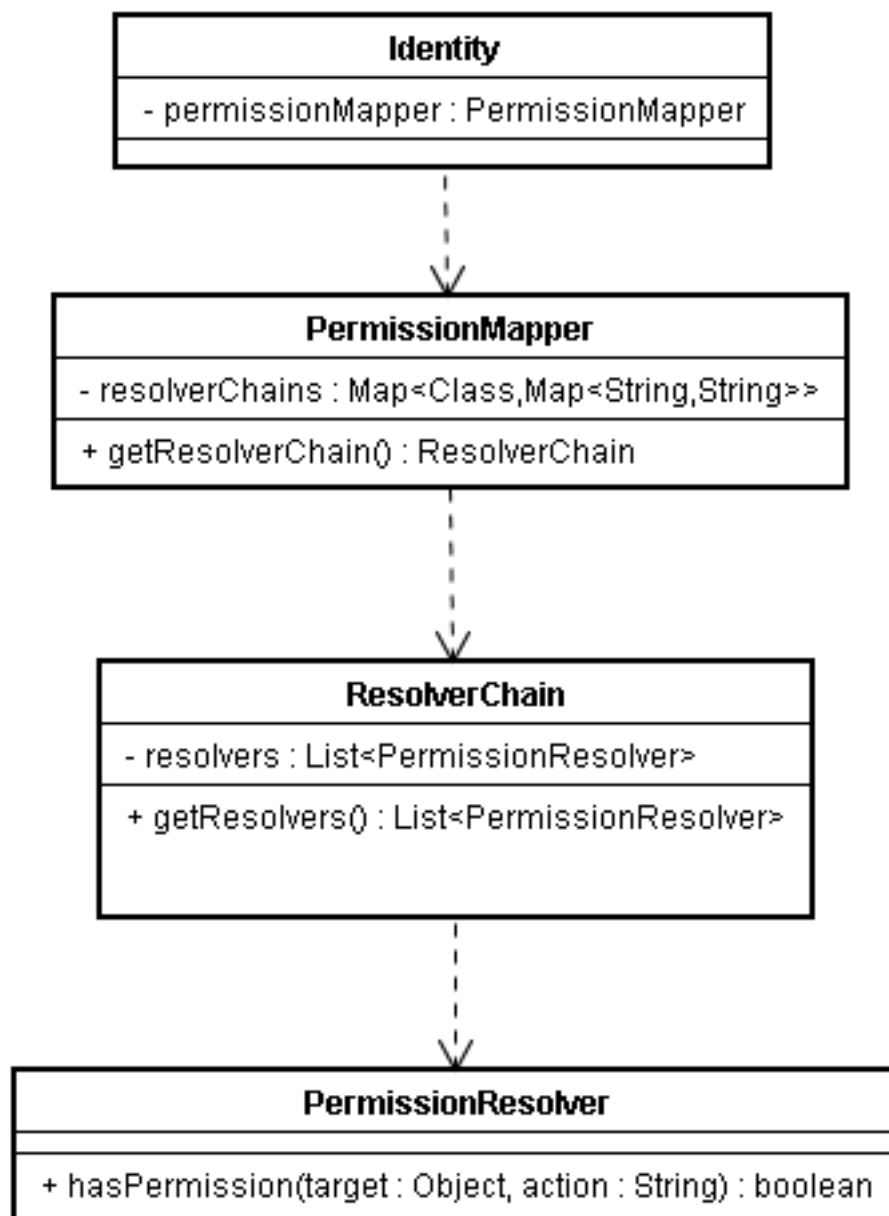 Identity
- permissionMapper : PermissionMapper
PermissionMapper
- resolverChains : Map<Class,Map<String,String>>
+ getResolverChain() : ResolverChain
ResolverChain
- resolvers : List<PermissionResolver>
+ getResolvers() : List<PermissionResolver>
PermissionResolver
+ hasPermission(target : Object, action : String) : boolean